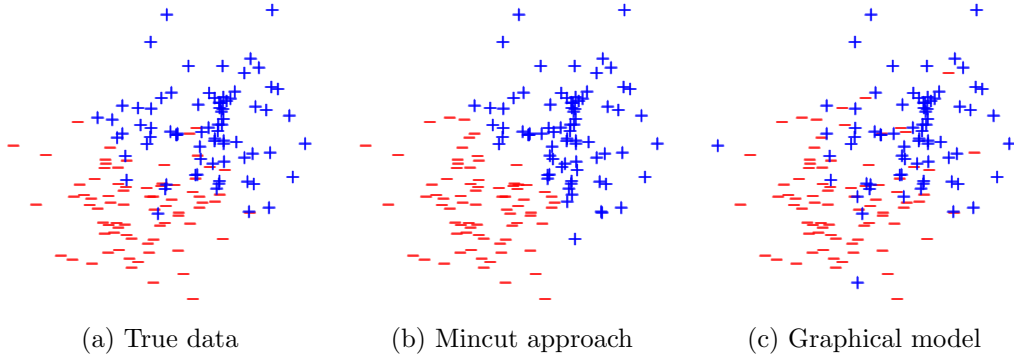 (a) True data
(b) Mincut approach
(c) Graphical model